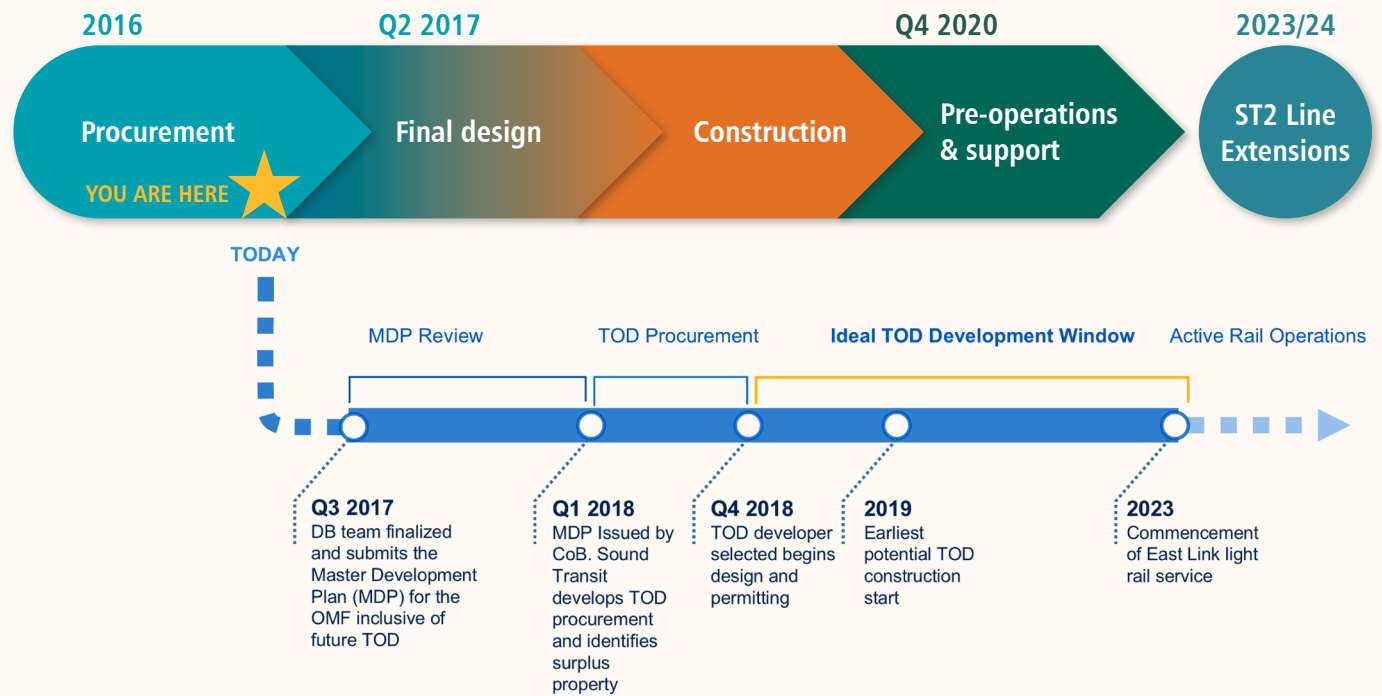 2016
Q2 2017
Q4 2020
2023/24
Procurement
Final design
Construction
Pre-operations
& support
ST2 Line
Extensions
YOU ARE HERE
TODAY
MDP Review
TOD Procurement
Ideal TOD Development Window
Active Rail Operations
Q3 2017
DB team finalized
and submits the
Master Development
Plan (MDP) for the
OMF inclusive of
future TOD
Q1 2018
MDP Issued by
CoB. Sound
Transit
develops TOD
procurement
and identifies
surplus
property
Q4 2018
TOD developer
selected begins
design and
permitting
2019
Earliest
potential TOD
construction
start
2023
Commencement
of East Link light
rail service